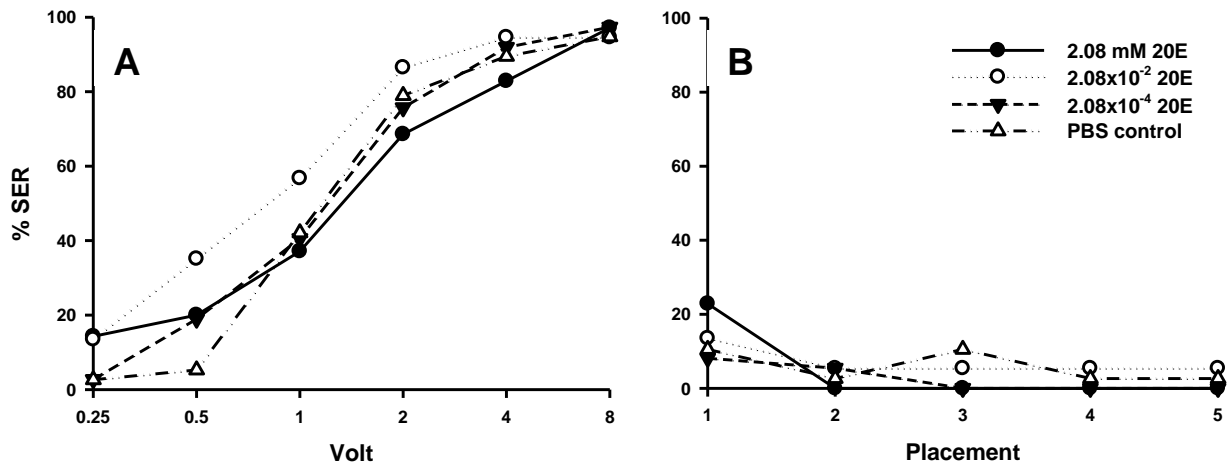 A
% SER
100
80
60
40
20
0
0.25 0.5 1 2 4 8
Volt
B
100
80
60
40
20
0
1 2 3 4 5
Placement
2.08 mM 20E
2.08x10⁻² 20E
2.08x10⁻⁴ 20E
PBS control